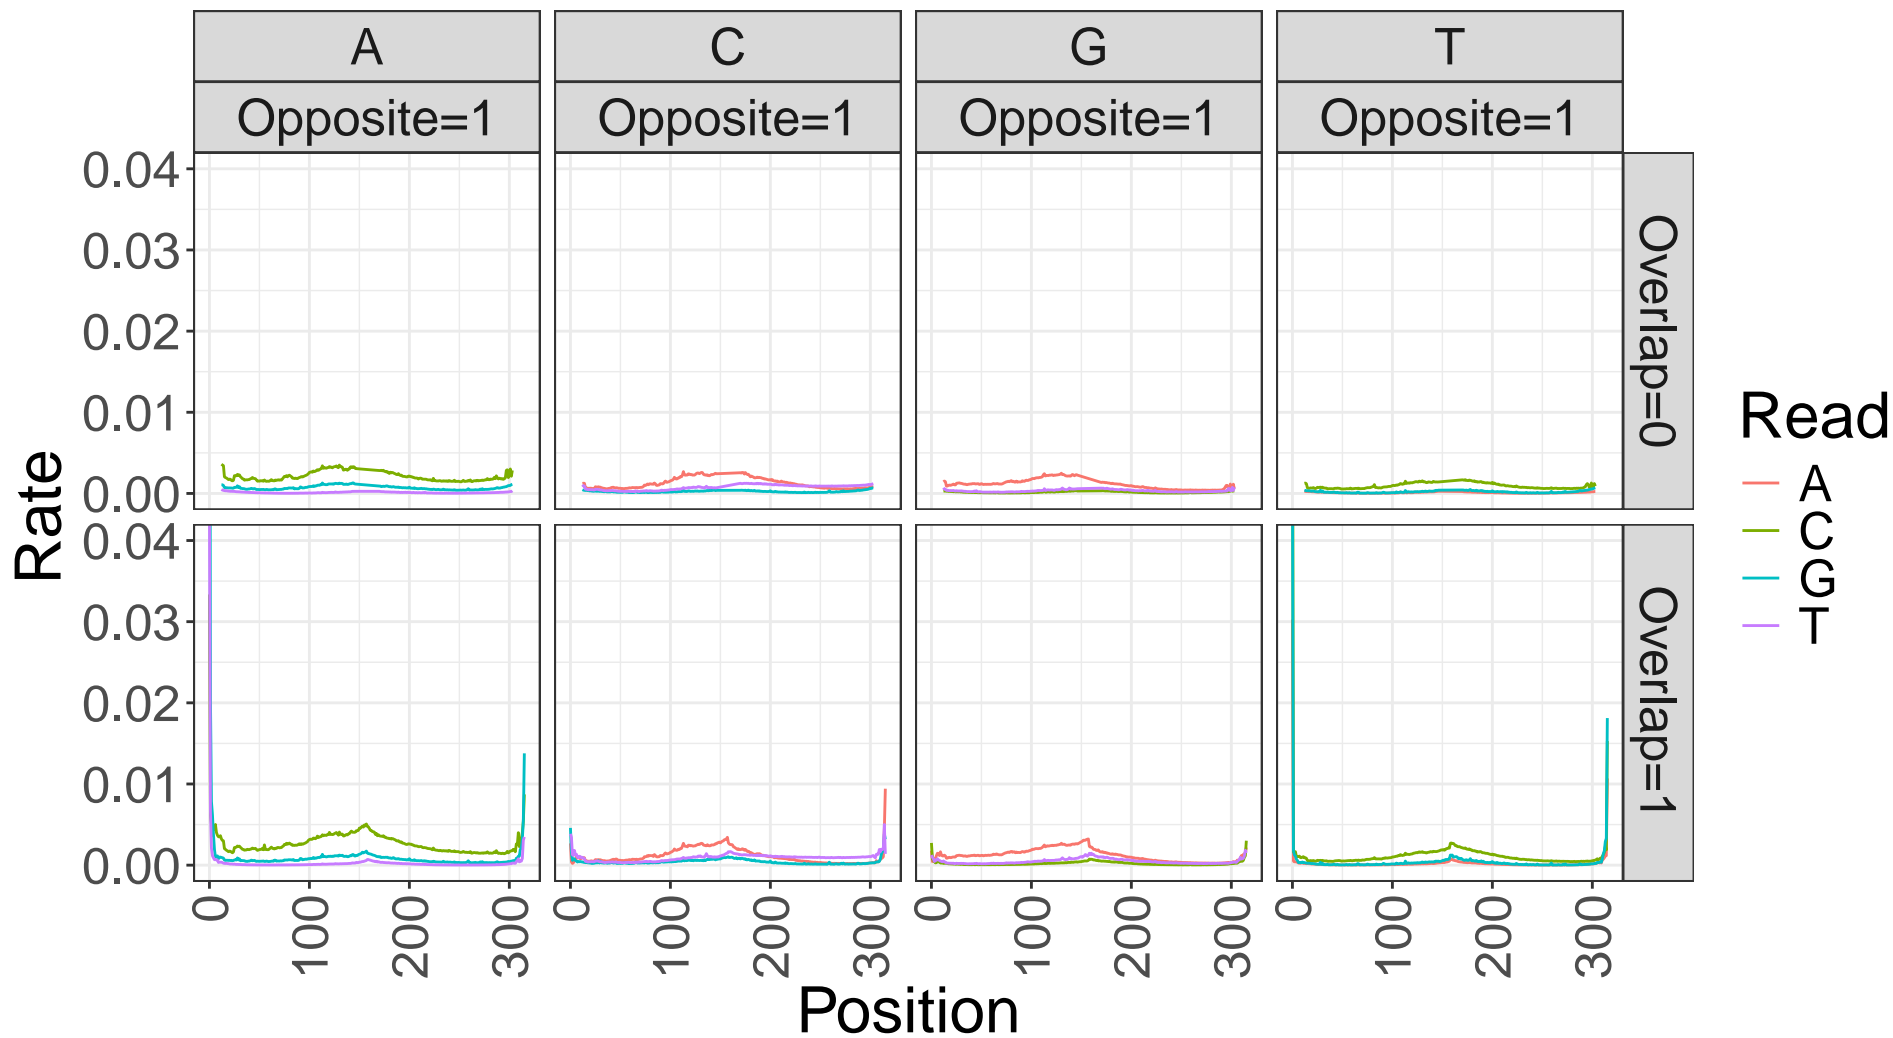 A C G T
Opposite=1 Opposite=1 Opposite=1 Opposite=1
0.04
0.03
0.02
0.01
0.00
Overlap=0
0.04
0.03
0.02
0.01
0.00
Overlap=1
Rate
0 100 200 300 0 100 200 300 0 100 200 300 0 100 200 300
Position
Read
A
C
G
T